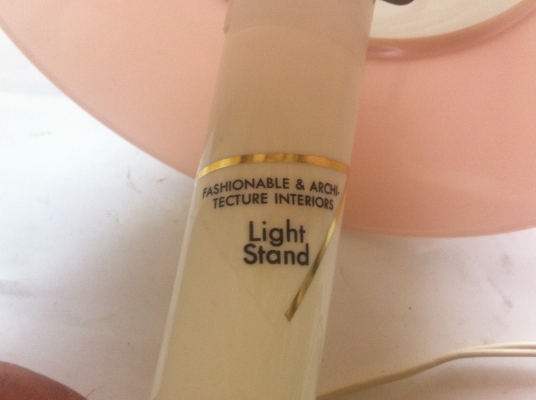 FASHIONABLE & ARCHI-
TECTURE INTERIORS
Light
Stand